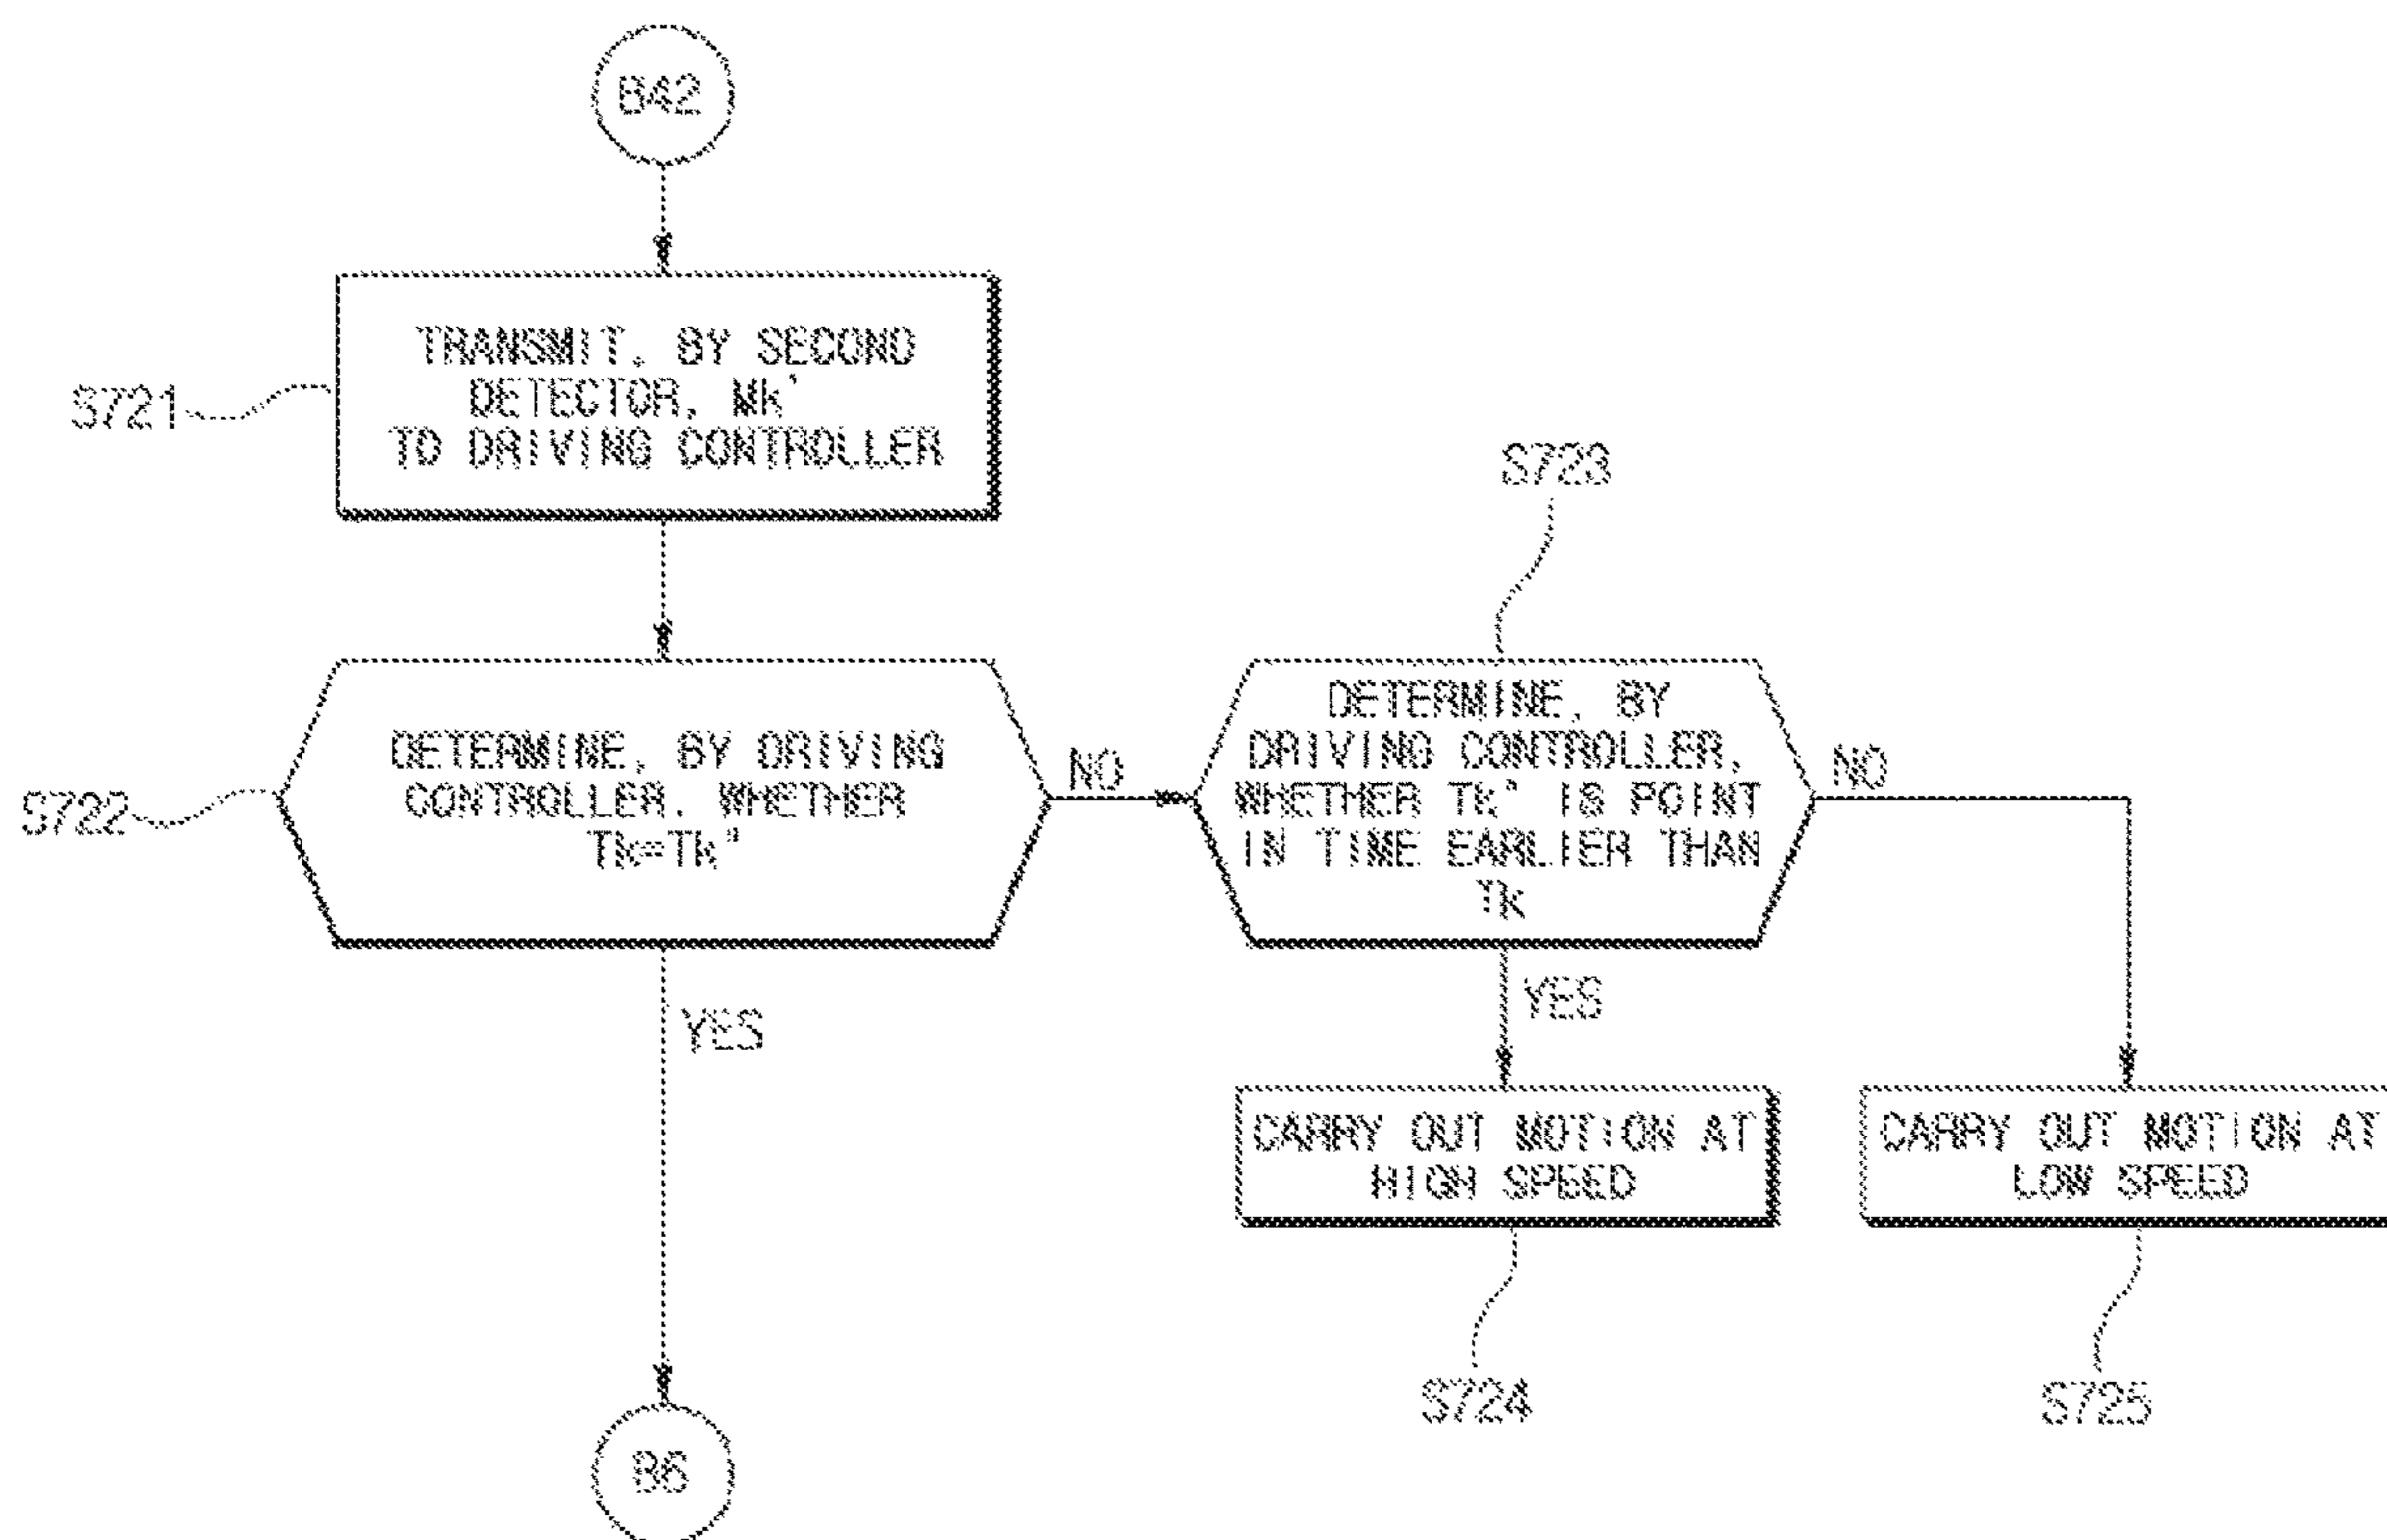 B42
TRANSMIT, BY SECOND
DETECTOR, Mk'
TO DRIVING CONTROLLER
S721
S723
DETERMINE, BY DRIVING
CONTROLLER, WHETHER
Tk=Tk"
S722
NO
DETERMINE, BY
DRIVING CONTROLLER,
WHETHER Tk" IS POINT
IN TIME EARLIER THAN
Tk
NO
YES
YES
CARRY OUT MOTION AT
HIGH SPEED
CARRY OUT MOTION AT
LOW SPEED
S724
S725
B6